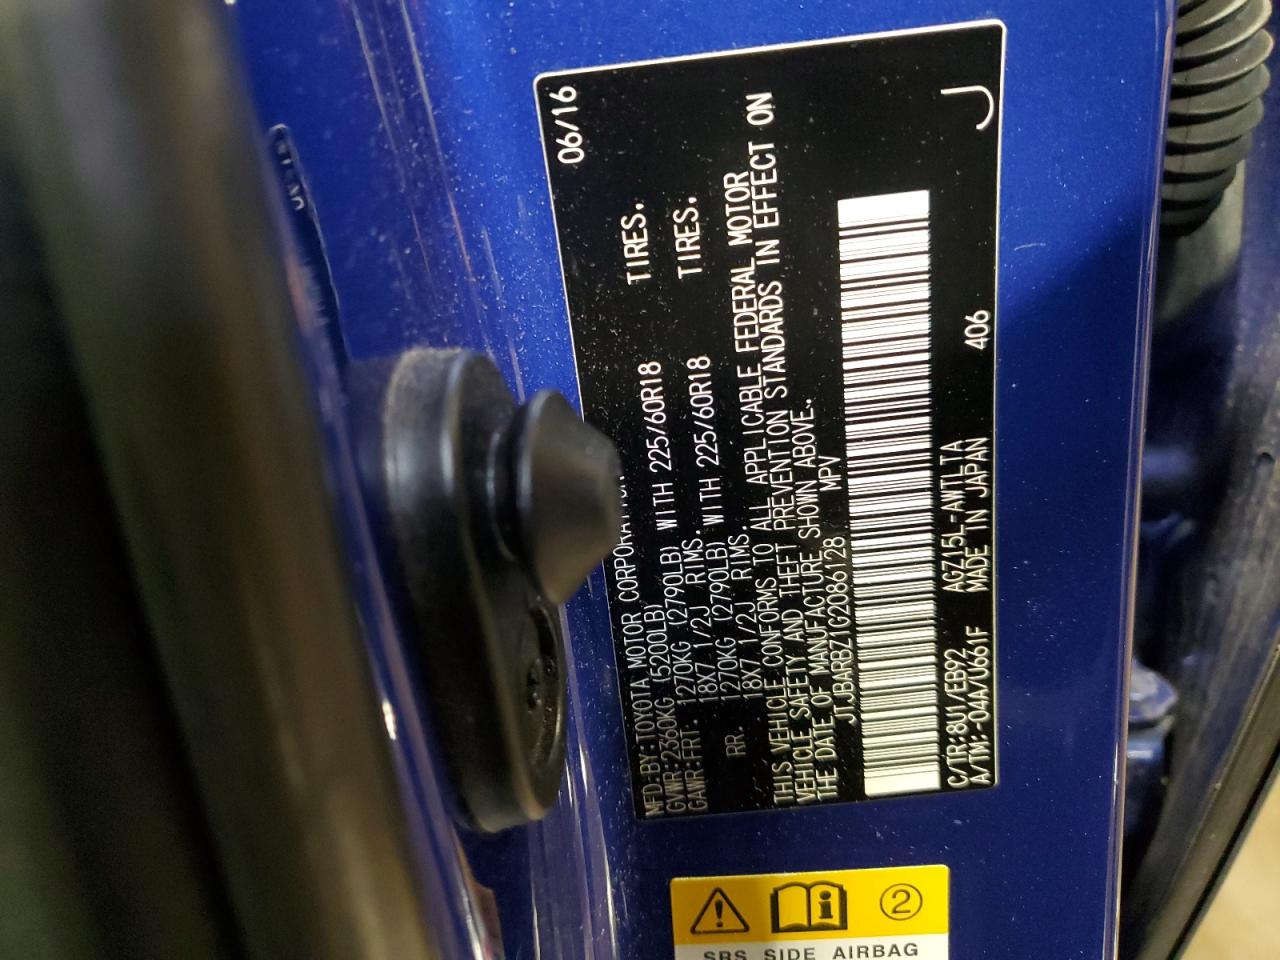 MFD.BY:TOYOTA MOTOR CORPORATION 06/16
GVWR:2360KG (5200LB)
GAWR:FRT. 1270KG (2790LB) WITH 225/60R18 TIRES.
18X7 1/2J RIMS.
RR. 1270KG (2790LB) WITH 225/60R18 TIRES.
18X7 1/2J RIMS.
THIS VEHICLE CONFORMS TO ALL APPLICABLE FEDERAL MOTOR
VEHICLE SAFETY AND THEFT PREVENTION STANDARDS IN EFFECT ON
THE DATE OF MANUFACTURE SHOWN ABOVE.
JTJBARBZ1G2086128 MPV
C/TR:8U1/EB92 AGZ15L-AWTLTA 406 J
A/TM:-04A/U661F MADE IN JAPAN
2
SRS SIDE AIRBAG